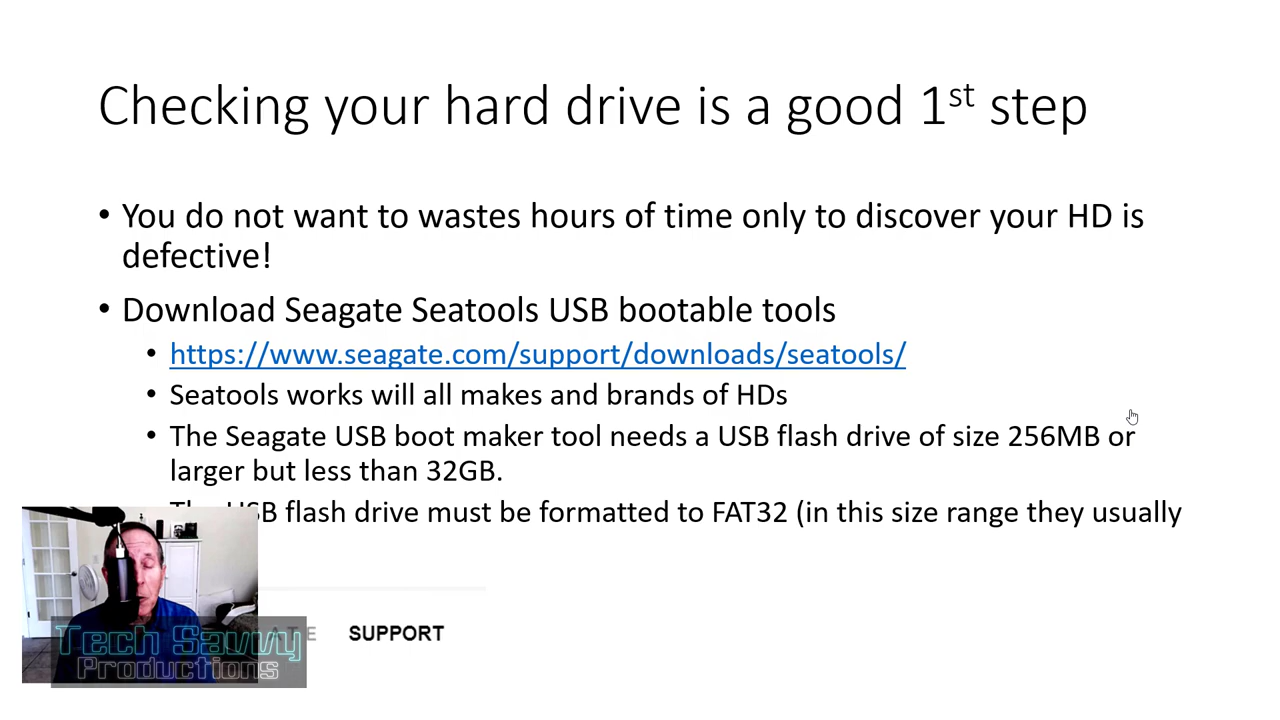 Checking your hard drive is a good 1st step
• You do not want to wastes hours of time only to discover your HD is
defective!
• Download Seagate Seatools USB bootable tools
• https://www.seagate.com/support/downloads/seatools/
• Seatools works will all makes and brands of HDs
• The Seagate USB boot maker tool needs a USB flash drive of size 256MB or
larger but less than 32GB.
The USB flash drive must be formatted to FAT32 (in this size range they usually
SUPPORT
Tech Savvy
Productions